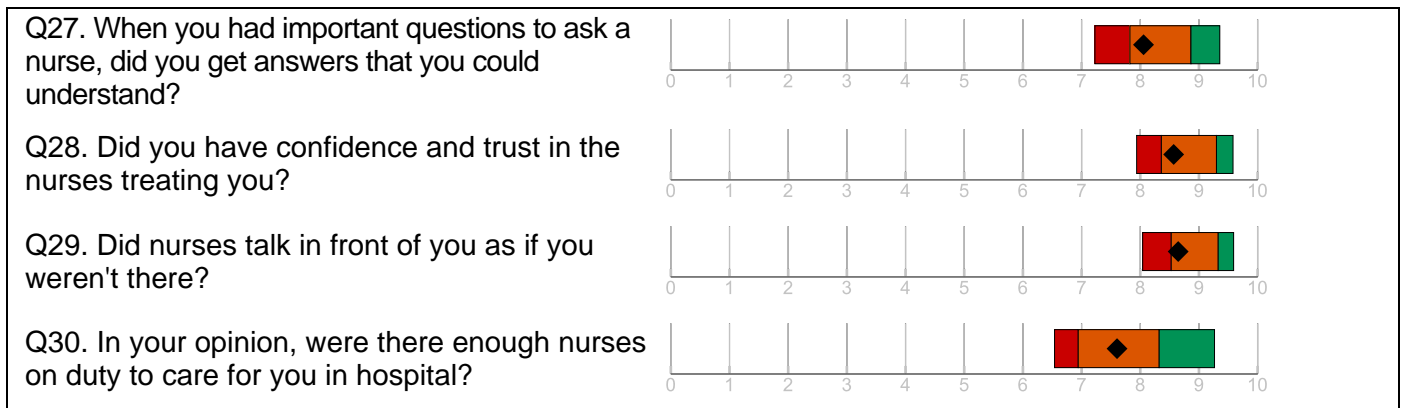 Q27. When you had important questions to ask a
nurse, did you get answers that you could
understand?
0 1 2 3 4 5 6 7 8 9 10
Q28. Did you have confidence and trust in the
nurses treating you?
0 1 2 3 4 5 6 7 8 9 10
Q29. Did nurses talk in front of you as if you
weren't there?
0 1 2 3 4 5 6 7 8 9 10
Q30. In your opinion, were there enough nurses
on duty to care for you in hospital?
0 1 2 3 4 5 6 7 8 9 10